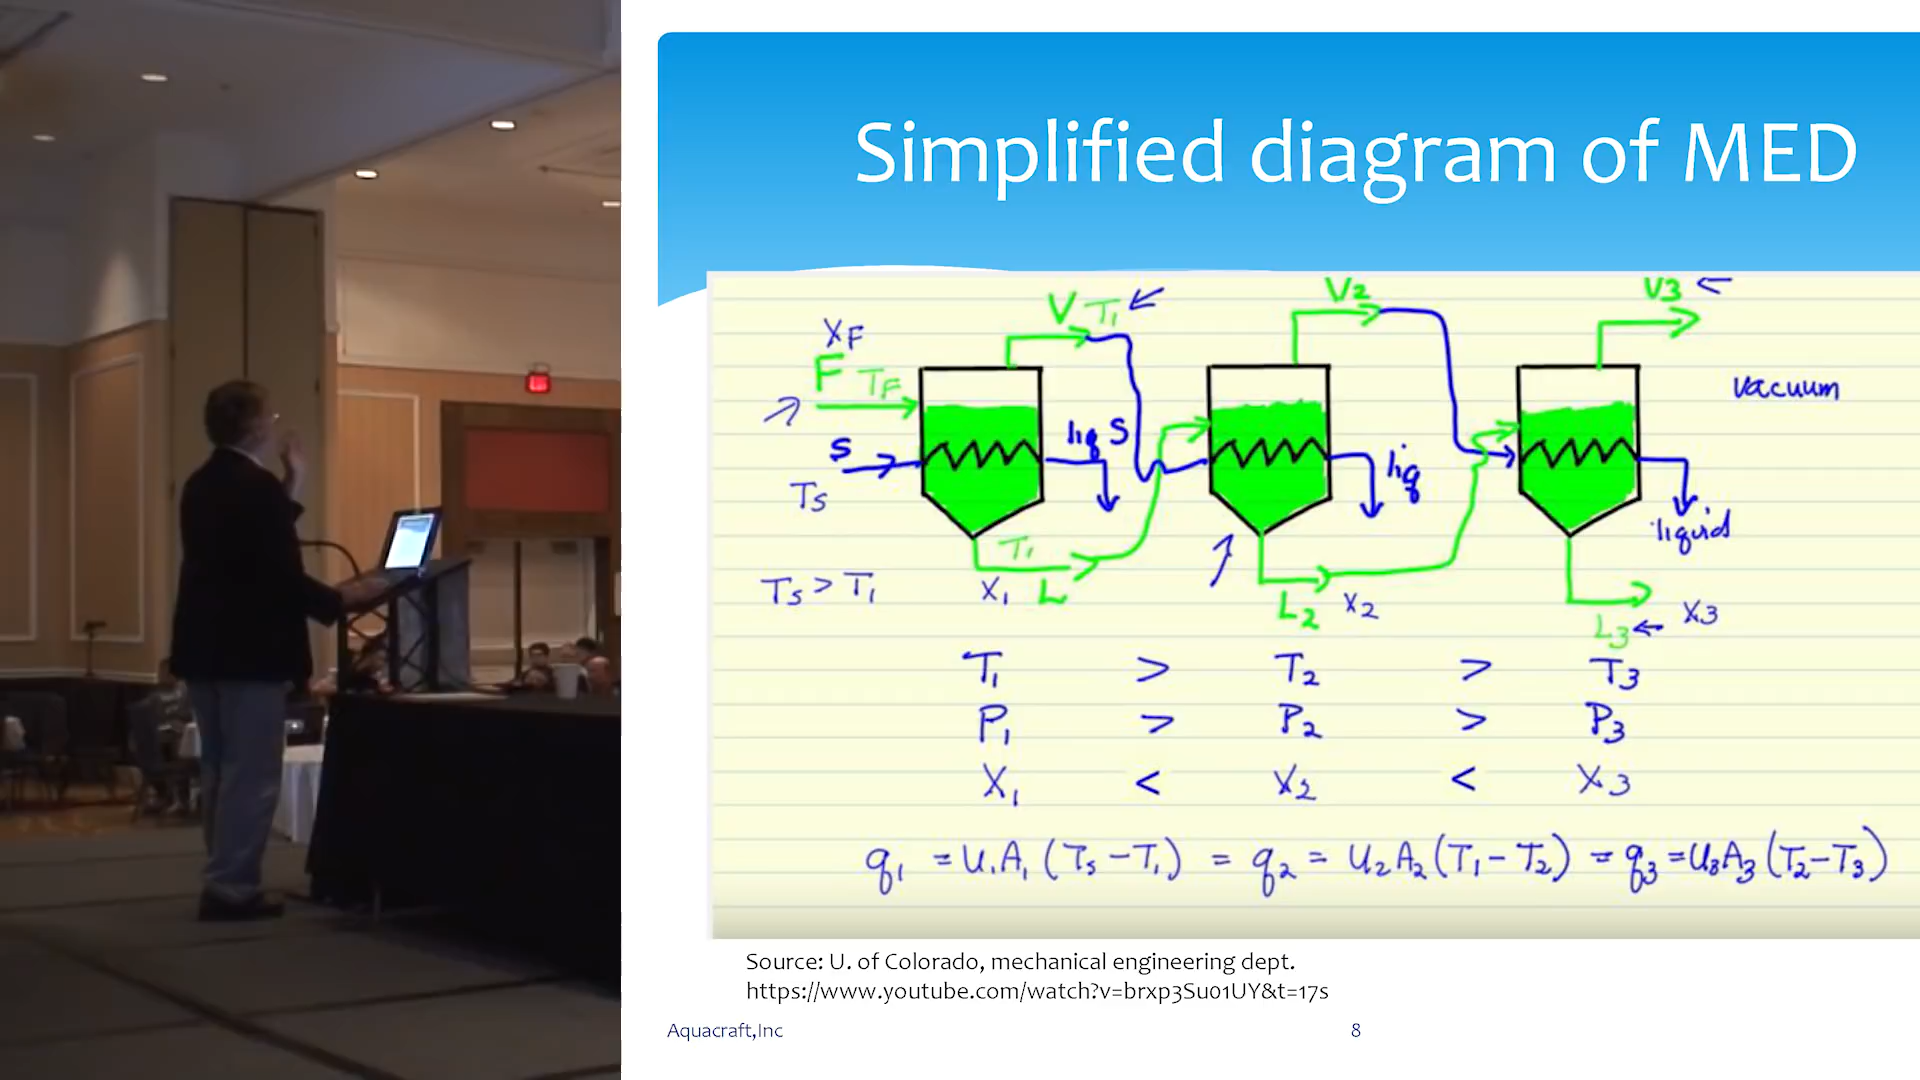 Simplified diagram of MED
V T1
V2
V3
XF
F TF
vacuum
S
liq S
liq
TS
liquid
T1
TS > T1
X1 L
L2 X2
L3 X3
T1 > T2 > T3
P1 > P2 > P3
X1 < X2 < X3
q1 = U1A1 (TS – T1) = q2 = U2A2 (T1 – T2) = q3 = U3A3 (T2 – T3)
Source: U. of Colorado, mechanical engineering dept.
https://www.youtube.com/watch?v=brxp3Su01UY&t=17s
Aquacraft,Inc
8